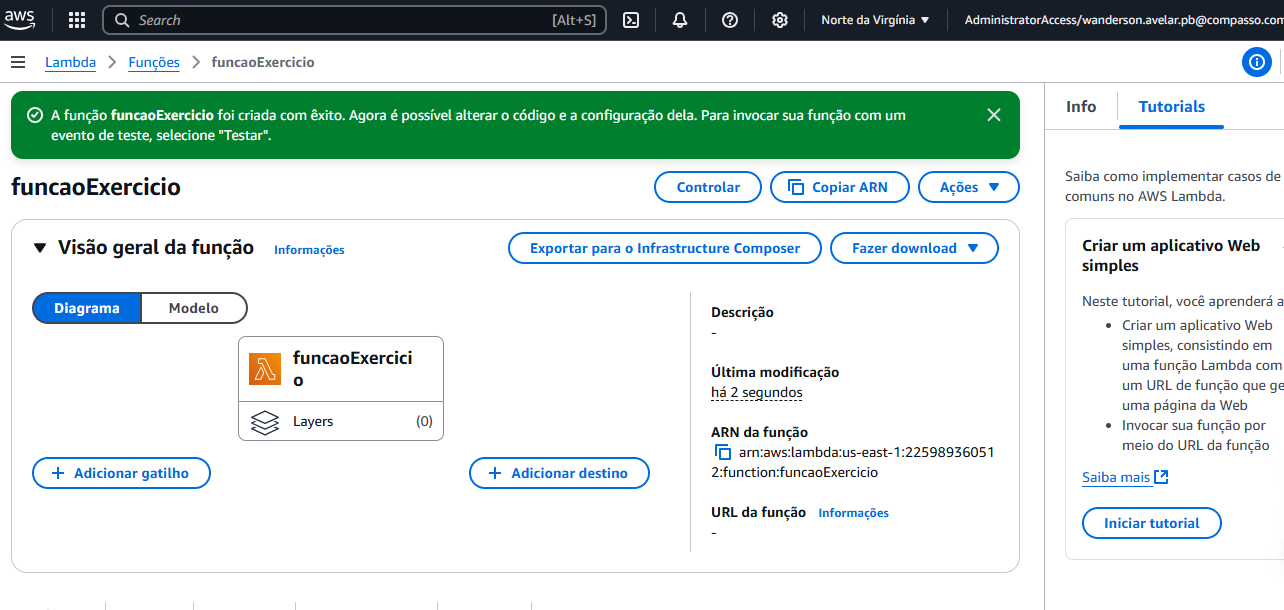 aws
Search [Alt+S]
Norte da Virgínia
AdministratorAccess/wanderson.avelar.pb@compasso.com
Lambda
Funções
funcaoExercicio
A função funcaoExercicio foi criada com êxito. Agora é possível alterar o código e a configuração dela. Para invocar sua função com um
evento de teste, selecione "Testar".
funcaoExercicio
Controlar
Copiar ARN
Ações
Visão geral da função
Informações
Exportar para o Infrastructure Composer
Fazer download
Diagrama
Modelo
funcaoExercici
o
Layers
(0)
Adicionar gatilho
Adicionar destino
Descrição
-
Última modificação
há 2 segundos
ARN da função
arn:aws:lambda:us-east-1:22598936051
2:function:funcaoExercicio
URL da função
Informações
-
Info
Tutorials
Saiba como implementar casos de
comuns no AWS Lambda.
Criar um aplicativo Web
simples
Neste tutorial, você aprenderá a
• Criar um aplicativo Web
simples, consistindo em
uma função Lambda com
um URL de função que ge
uma página da Web
• Invocar sua função por
meio do URL da função
Saiba mais
Iniciar tutorial